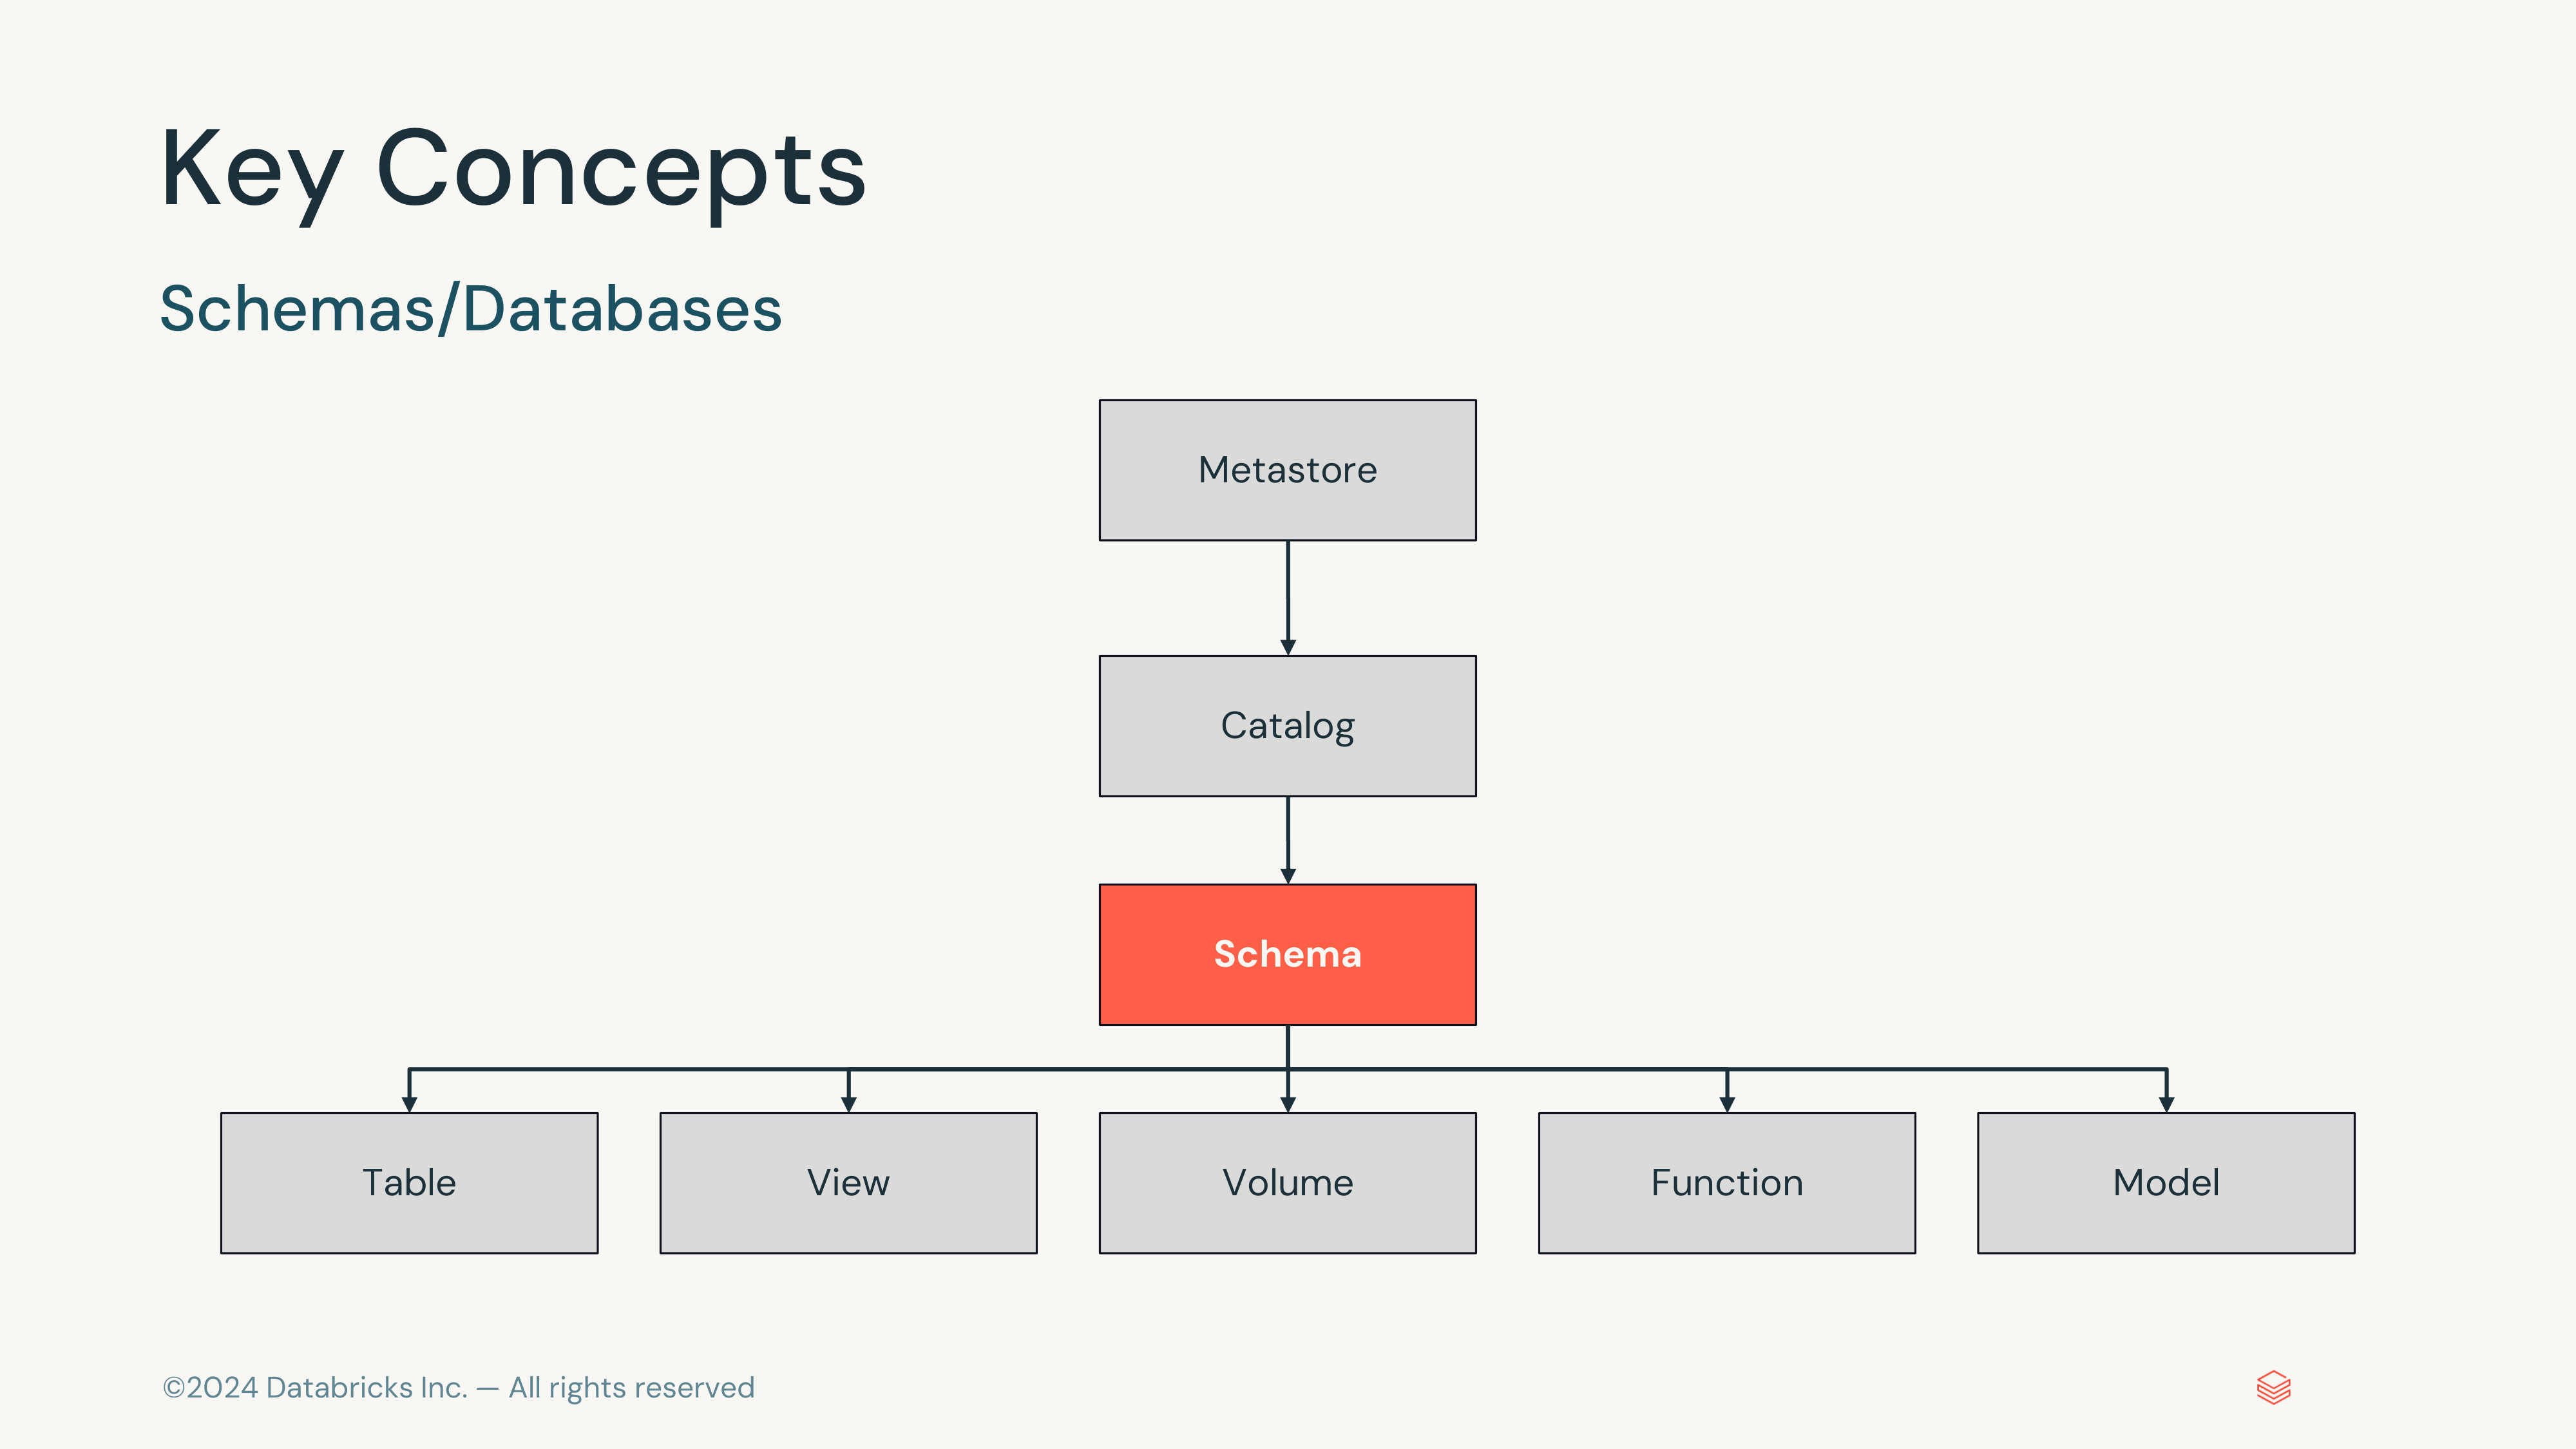 Key Concepts
Schemas/Databases
Metastore
Catalog
Schema
Table
View
Volume
Function
Model
©2024 Databricks Inc. — All rights reserved